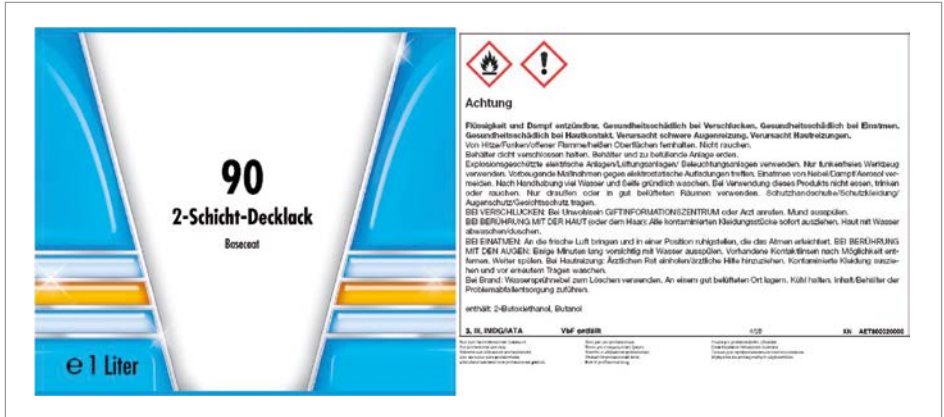 90
2-Schicht-Decklack
Basecoat
e 1 Liter
Achtung
Flüssigkeit und Dampf entzündbar. Gesundheitsschädlich bei Verschlucken. Gesundheitsschädlich bei Einatmen.
Gesundheitsschädlich bei Hautkontakt. Verursacht schwere Augenreizung. Verursacht Hautreizungen.
Von Hitze/Funken/offener Flamme/heißen Oberflächen fernhalten. Nicht rauchen.
Behälter dicht verschlossen halten. Behälter und zu befüllende Anlage erden.
Explosionsgeschützte elektrische Anlagen/Lüftungsanlagen/ Beleuchtungsanlagen verwenden. Nur funkenfreies Werkzeug
verwenden. Vorbeugende Maßnahmen gegen elektrostatische Aufladungen treffen. Einatmen von Nebel/Dampf/Aerosol ver-
meiden. Nach Handhabung viel Wasser und Seife gründlich waschen. Bei Verwendung dieses Produkts nicht essen, trinken
oder rauchen. Nur draußen oder in gut belüfteten Räumen verwenden. Schutzhandschuhe/Schutzkleidung/
Augenschutz/Gesichtsschutz tragen.
BEI VERSCHLUCKEN: Bei Unwohlsein GIFTINFORMATIONSZENTRUM oder Arzt anrufen. Mund ausspülen.
BEI BERÜHRUNG MIT DER HAUT (oder dem Haar): Alle kontaminierten Kleidungsstücke sofort ausziehen. Haut mit Wasser
abwaschen/duschen.
BEI EINATMEN: An die frische Luft bringen und in einer Position ruhigstellen, die das Atmen erleichtert. BEI BERÜHRUNG
MIT DEN AUGEN: Einige Minuten lang vorsichtig mit Wasser ausspülen. Vorhandene Kontaktlinsen nach Möglichkeit ent-
fernen. Weiter spülen. Bei Hautreizung: Ärztlichen Rat einholen/ärztliche Hilfe hinzuziehen. Kontaminierte Kleidung auszie-
hen und vor erneutem Tragen waschen.
Bei Brand: Wassersprühnebel zum Löschen verwenden. An einem gut belüfteten Ort lagern. Kühl halten. Inhalt/Behälter der
Problemabfallentsorgung zuführen.
enthält: 2-Butoxiethanol, Butanol
3, III, IMDG/IATA VbF entfällt XN AET800020000